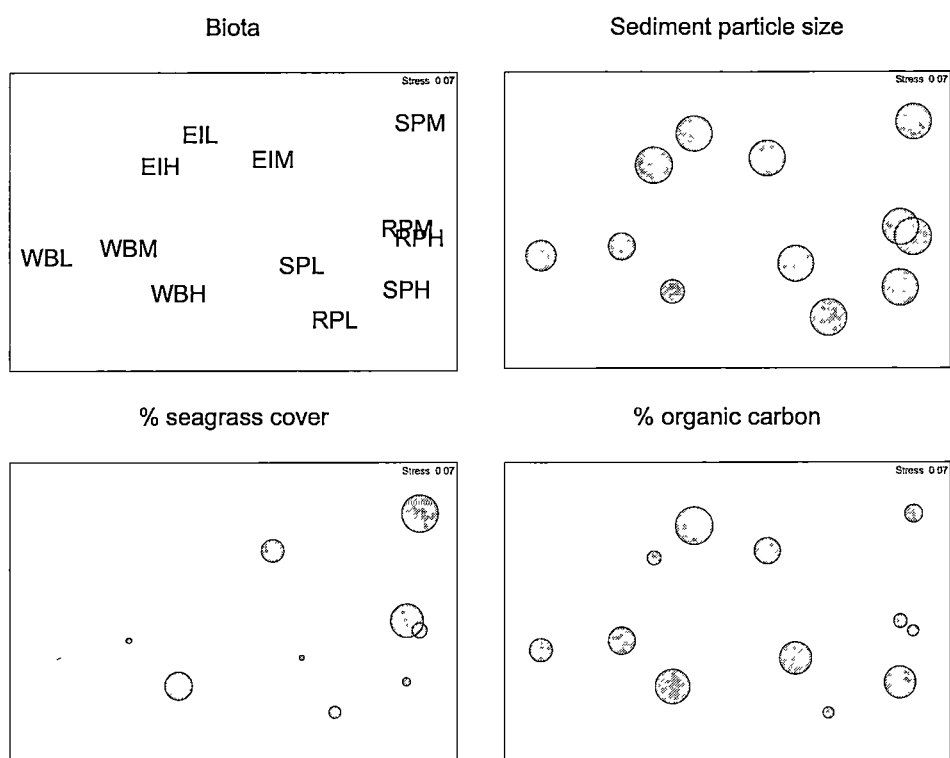 Biota
Sediment particle size
Stress 0.07
SPM
EIL
EIH
EIM
RPM
RPH
WBM
WBL
SPL
WBH
SPH
RPL
Stress 0.07
% seagrass cover
% organic carbon
Stress 0.07
Stress 0.07